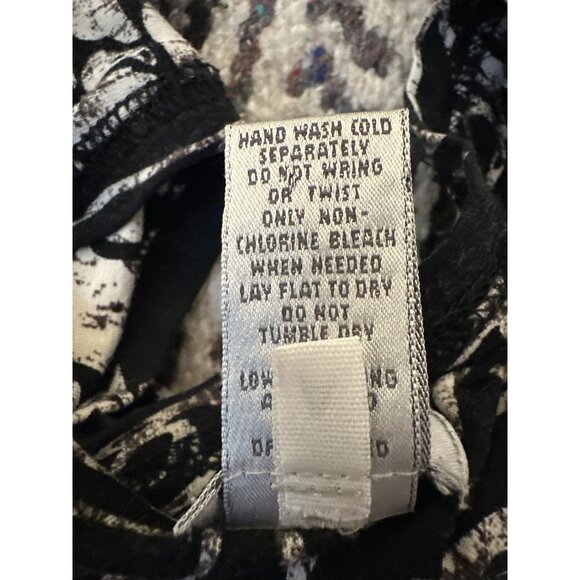 HAND WASH COLD
SEPARATELY
DO NOT WRING
OR TWIST
ONLY NON-
CHLORINE BLEACH
WHEN NEEDED
LAY FLAT TO DRY
DO NOT
TUMBLE DRY